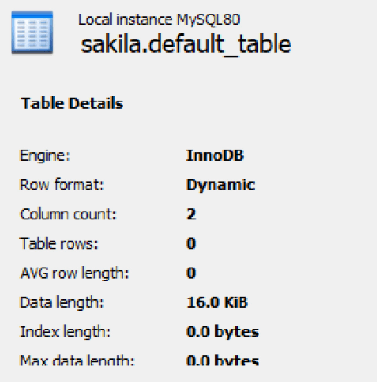 Local instance MySQL80
sakila.default_table
Table Details
Engine: InnoDB
Row format: Dynamic
Column count: 2
Table rows: 0
AVG row length: 0
Data length: 16.0 KiB
Index length: 0.0 bytes
Max data length: 0.0 bytes